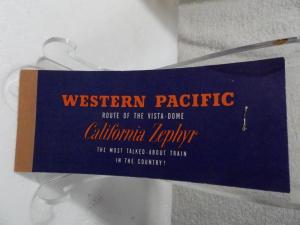 WESTERN PACIFIC
ROUTE OF THE VISTA-DOME
California Zephyr
THE MOST TALKED-ABOUT TRAIN
IN THE COUNTRY!